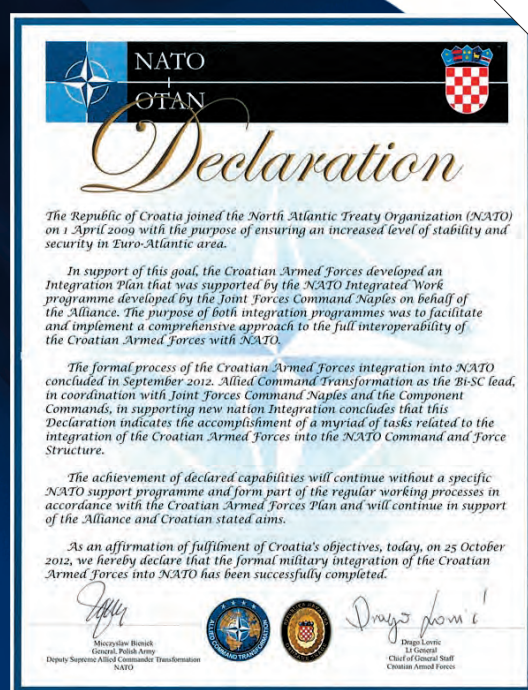 NATO
OTAN
Declaration
The Republic of Croatia joined the North Atlantic Treaty Organization (NATO)
on 1 April 2009 with the purpose of ensuring an increased level of stability and
security in Euro-Atlantic area.
In support of this goal, the Croatian Armed Forces developed an
Integration Plan that was supported by the NATO Integrated Work
programme developed by the Joint Forces Command Naples on behalf of
the Alliance. The purpose of both integration programmes was to facilitate
and implement a comprehensive approach to the full interoperability of
the Croatian Armed Forces with NATO.
The formal process of the Croatian Armed Forces integration into NATO
concluded in September 2012. Allied Command Transformation as the Bi-SC lead,
in coordination with Joint Forces Command Naples and the Component
Commands, in supporting new nation Integration concludes that this
Declaration indicates the accomplishment of a myriad of tasks related to the
integration of the Croatian Armed Forces into the NATO Command and Force
Structure.
The achievement of declared capabilities will continue without a specific
NATO support programme and form part of the regular working processes in
accordance with the Croatian Armed Forces Plan and will continue in support
of the Alliance and Croatian stated aims.
As an affirmation of fulfilment of Croatia's objectives, today, on 25 October
2012, we hereby declare that the formal military integration of the Croatian
Armed Forces into NATO has been successfully completed.
Mieczyslaw Bieniek
General, Polish Army
Deputy Supreme Allied Commander Transformation
NATO
ALLIED COMMAND TRANSFORMATION
Drago Lovrić
Drago Lovric
Lt General
Chief of General Staff
Croatian Armed Forces